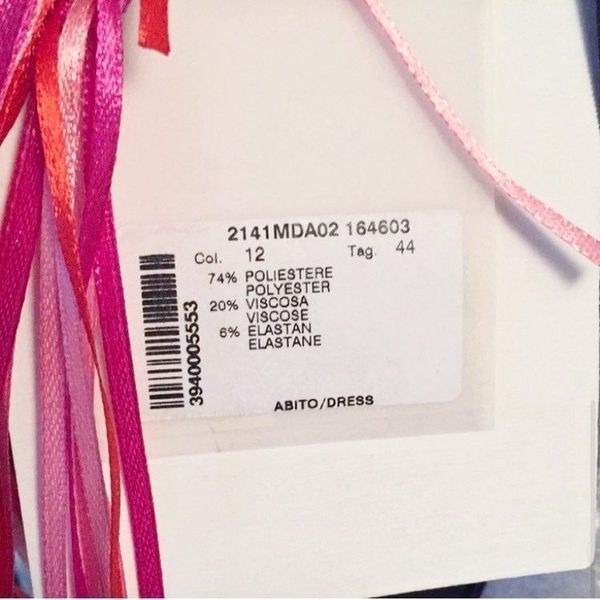 2141MDA02 164603
Col. 12 Tag. 44
74% POLIESTERE
POLYESTER
20% VISCOSA
VISCOSE
6% ELASTAN
ELASTANE
3940005553
ABITO/DRESS